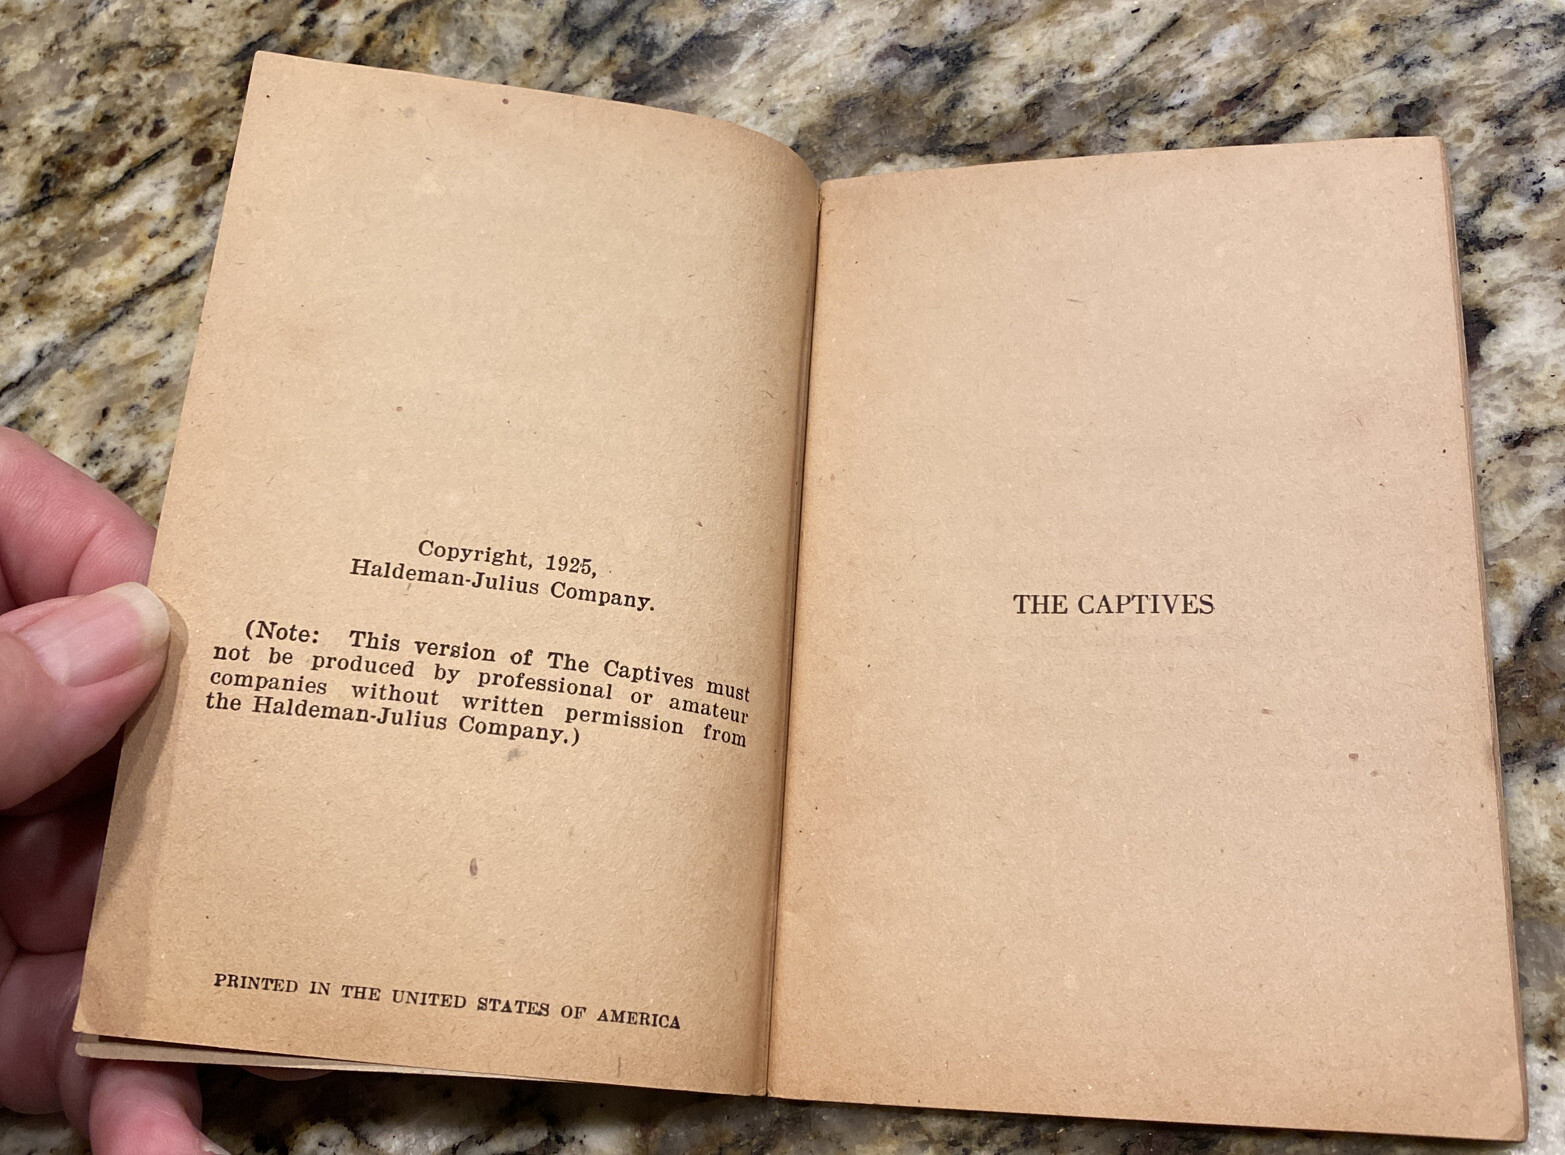 Copyright, 1925,
Haldeman-Julius Company.
(Note: This version of The Captives must
not be produced by professional or amateur
companies without written permission from
the Haldeman-Julius Company.)
PRINTED IN THE UNITED STATES OF AMERICA
THE CAPTIVES